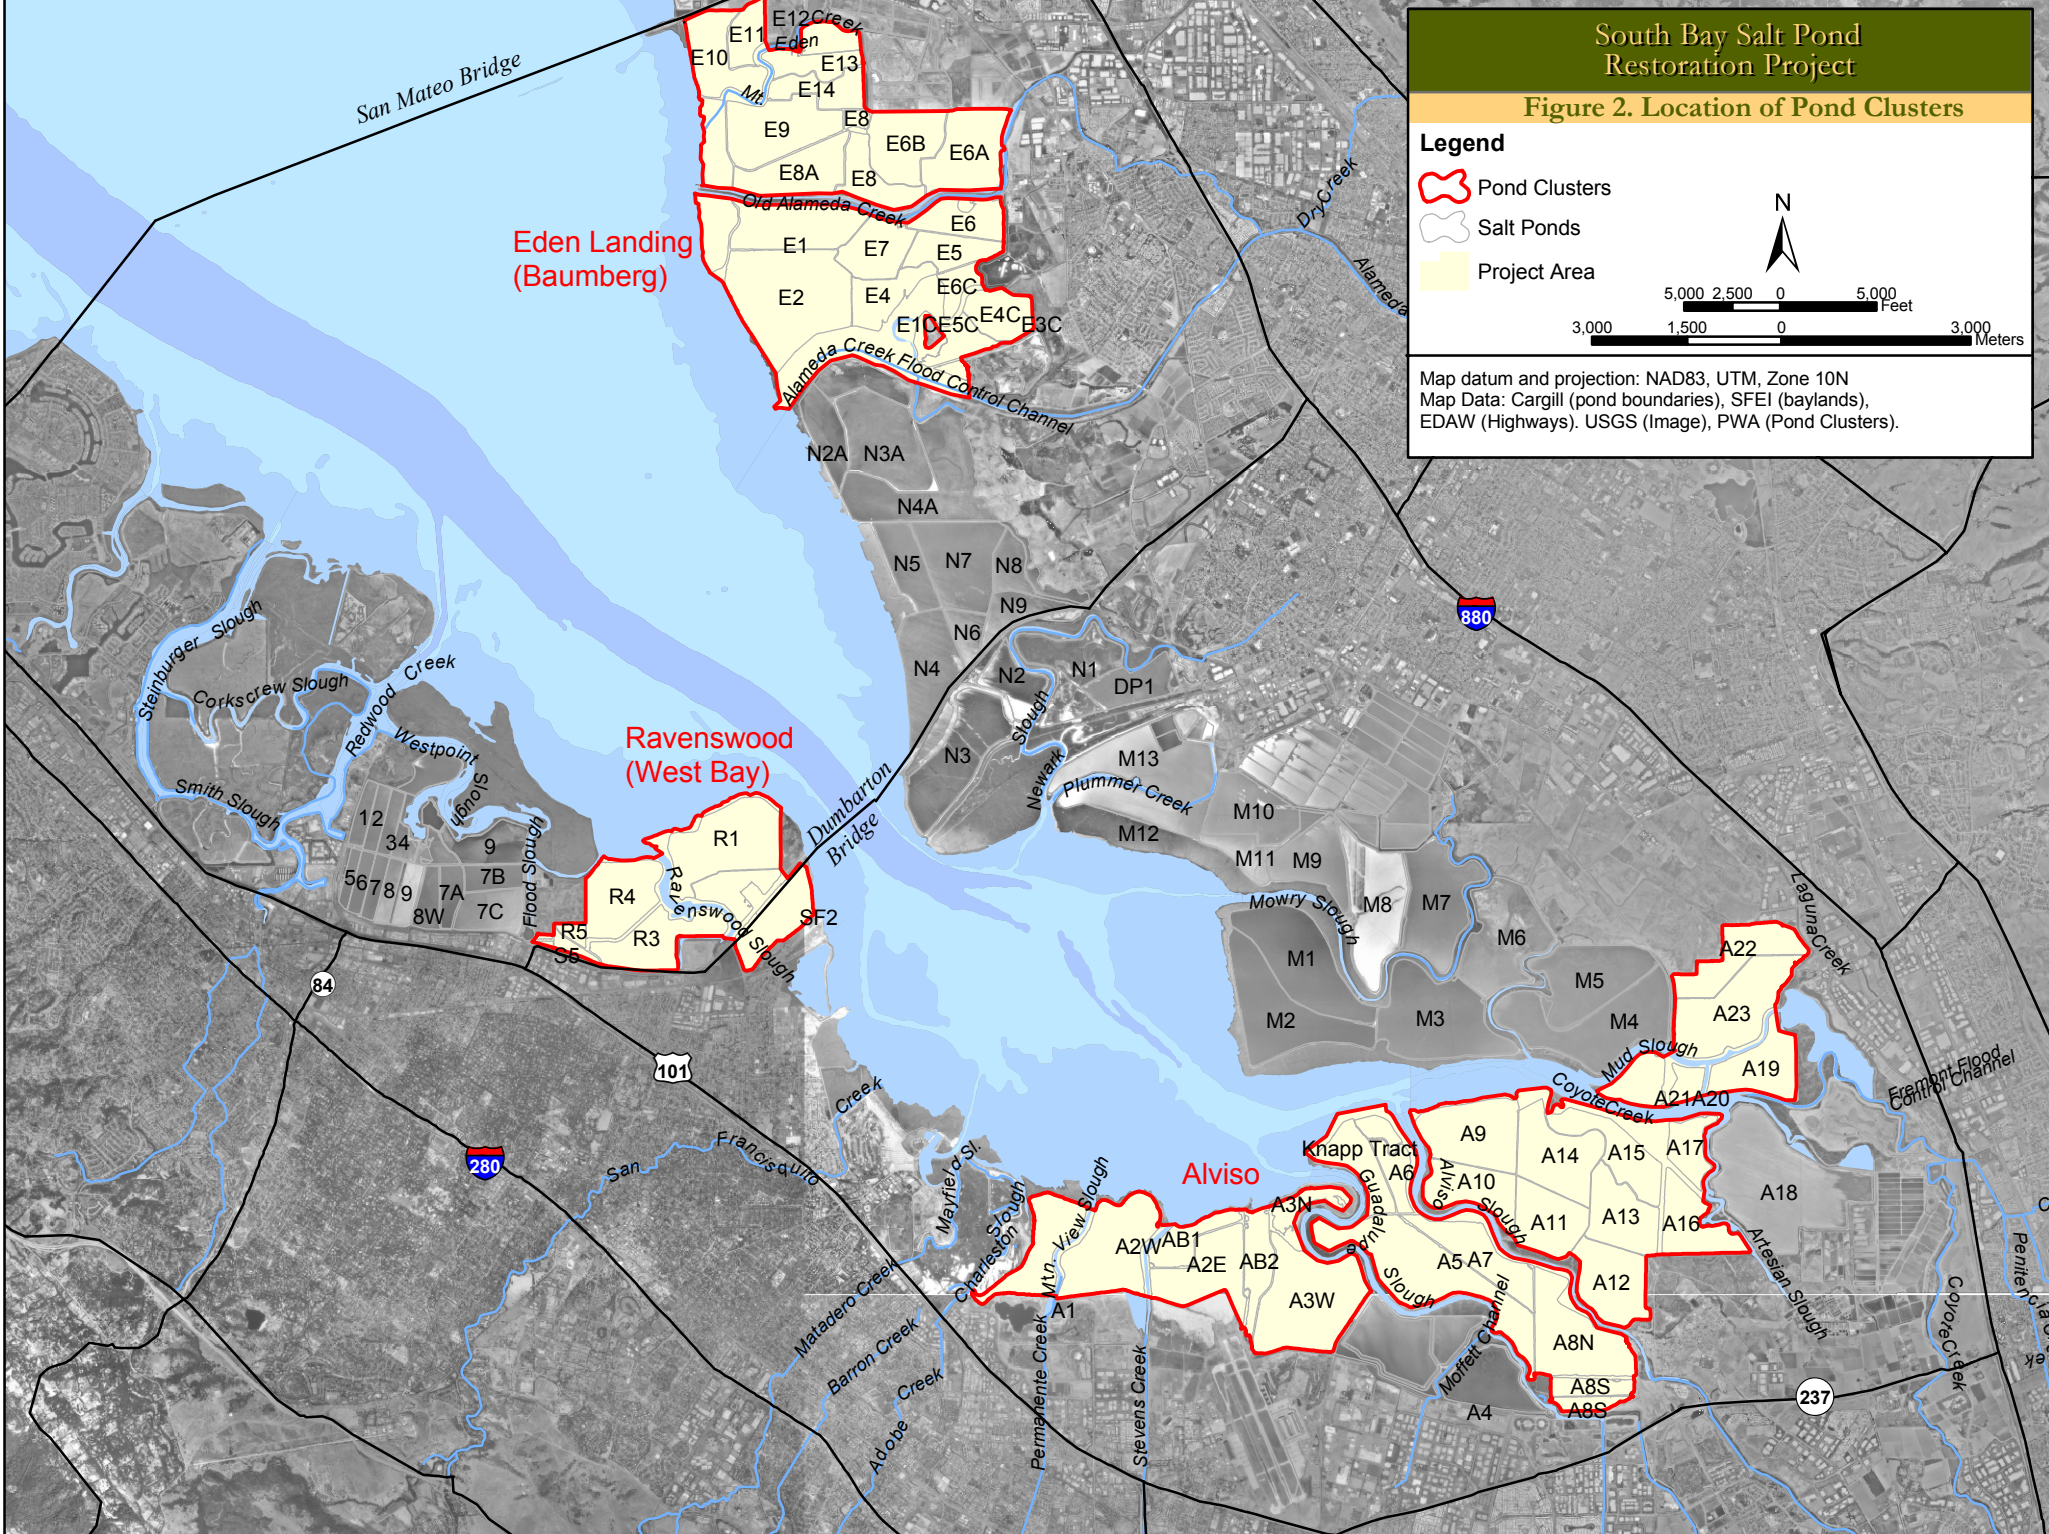 South Bay Salt Pond
Restoration Project
Figure 2. Location of Pond Clusters
Legend
Pond Clusters
Salt Ponds
Project Area
N
5,000 2,500 0 5,000
Feet
3,000 1,500 0 3,000
Meters
Map datum and projection: NAD83, UTM, Zone 10N
Map Data: Cargill (pond boundaries), SFEI (baylands),
EDAW (Highways). USGS (Image), PWA (Pond Clusters).
San Mateo Bridge
E12
Creek
E11
Eden
E10
E13
Mt.
E14
E9
E8
E6B
E6A
E8A
E8
Old Alameda Creek
E6
Eden Landing
(Baumberg)
E1
E7
E5
E2
E4
E6C
E4C
E1C
E5C
E3C
Alameda Creek Flood Control Channel
Dry Creek
Alameda
N2A
N3A
N4A
N5
N7
N8
N9
N6
N4
N2
N1
DP1
N3
Slough
Newark
M13
Plummer Creek
M12
M10
M11
M9
M8
M7
Mowry Slough
M6
M1
M2
M3
M5
M4
880
Steinburger Slough
Corkscrew Slough
Redwood Creek
Westpoint
Slough
Smith Slough
12
34
5
6
7
8
9
9
7A
7B
7C
8W
Flood Slough
Ravenswood
(West Bay)
R1
R4
R5
S5
R3
Ravenswood Slough
SF2
Dumbarton
Bridge
84
101
280
San
Francisquito
Creek
Mayfield Sl.
Charleston
Slough
Matadero Creek
Barron Creek
Adobe
Creek
Permanente Creek
Stevens Creek
Mtn. View Slough
A1
A2W
AB1
A2E
AB2
A3N
A3W
Alviso
Knapp Tract
A6
Guadalupe
Slough
A5
A7
Alviso
Slough
A9
A10
A14
A15
A17
A11
A13
A16
A12
A8N
A8S
A8S
A4
Moffett Channel
A18
Artesian Slough
A22
A23
A19
A21
A20
Mud Slough
Coyote Creek
Laguna Creek
Fremont Flood
Control Channel
Coyote Creek
237